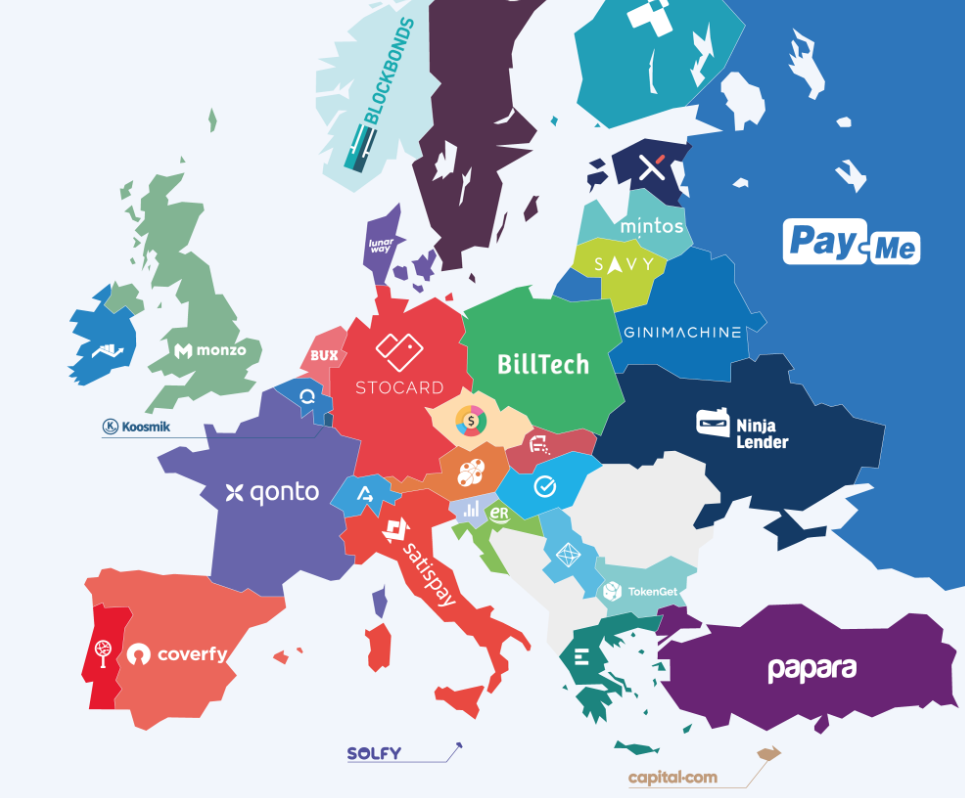 BLOCKBONDS
Pay Me
mintos
lunar
way
SAVY
GINIMACHINE
monzo
BUX
STOCARD
BillTech
$
K Koosmik
Ninja
Lender
qonto
eR
satispay
TokenGet
coverfy
E
papara
SOLFY
capital·com